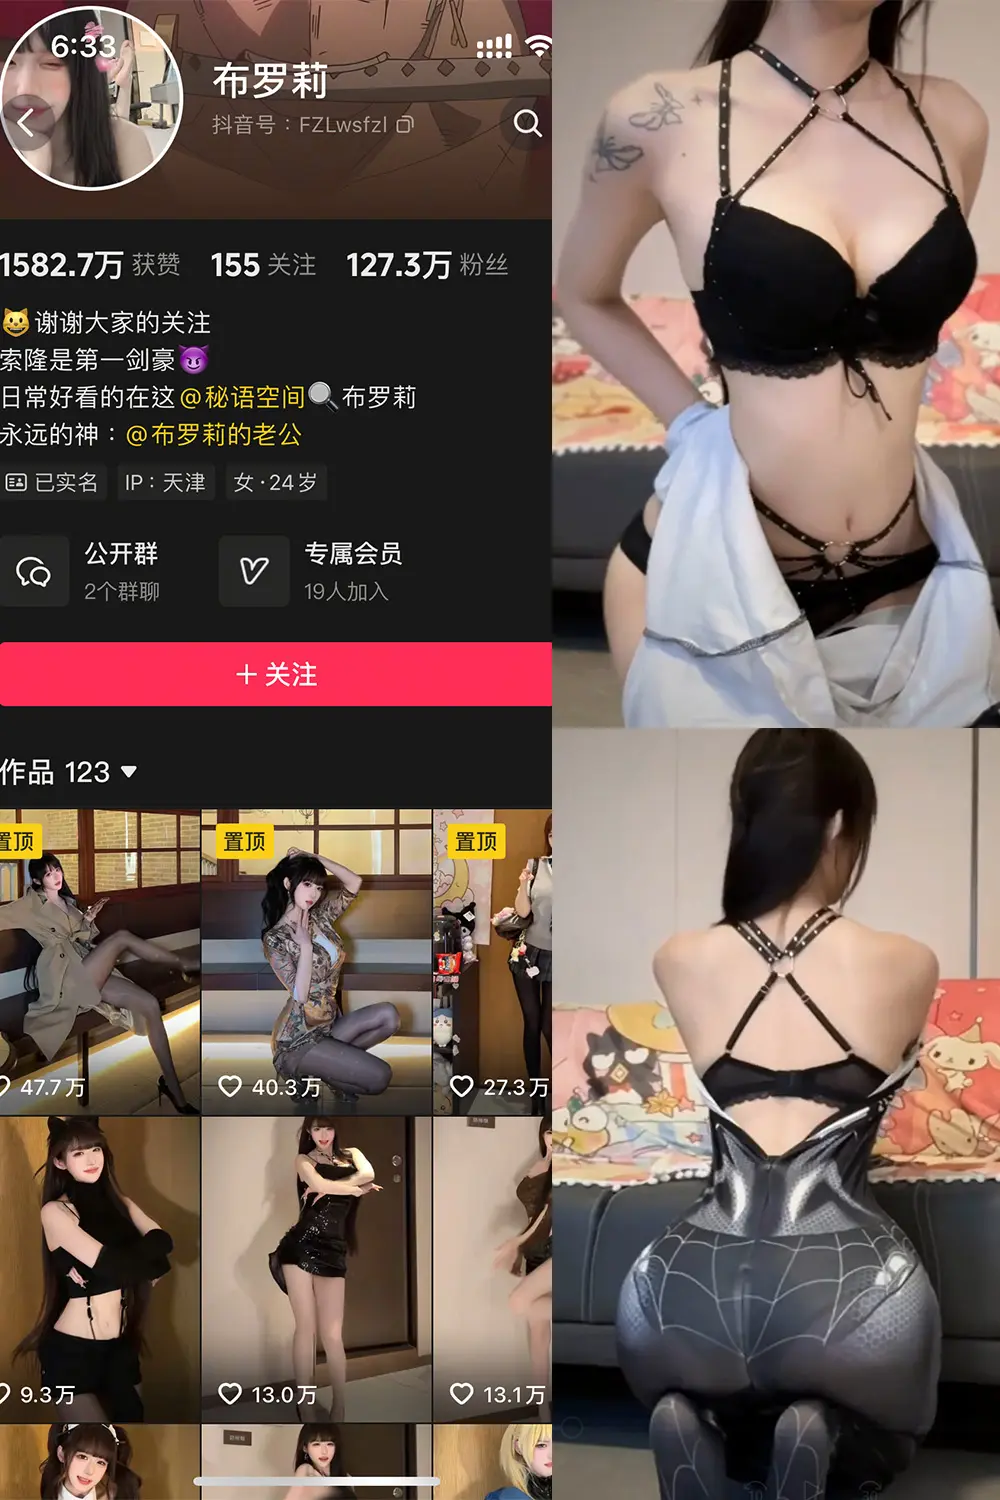 6:33
布罗莉
抖音号：FZLwsfzl
1582.7万 获赞 155 关注 127.3万 粉丝
😺谢谢大家的关注
索隆是第一剑豪😈
日常好看的在这@秘语空间🔍布罗莉
永远的神：@布罗莉的老公
已实名 IP：天津 女·24岁
公开群 专属会员
2个群聊 19人加入
+ 关注
作品 123
置顶 置顶 置顶
47.7万 40.3万 27.3万
9.3万 13.0万 13.1万